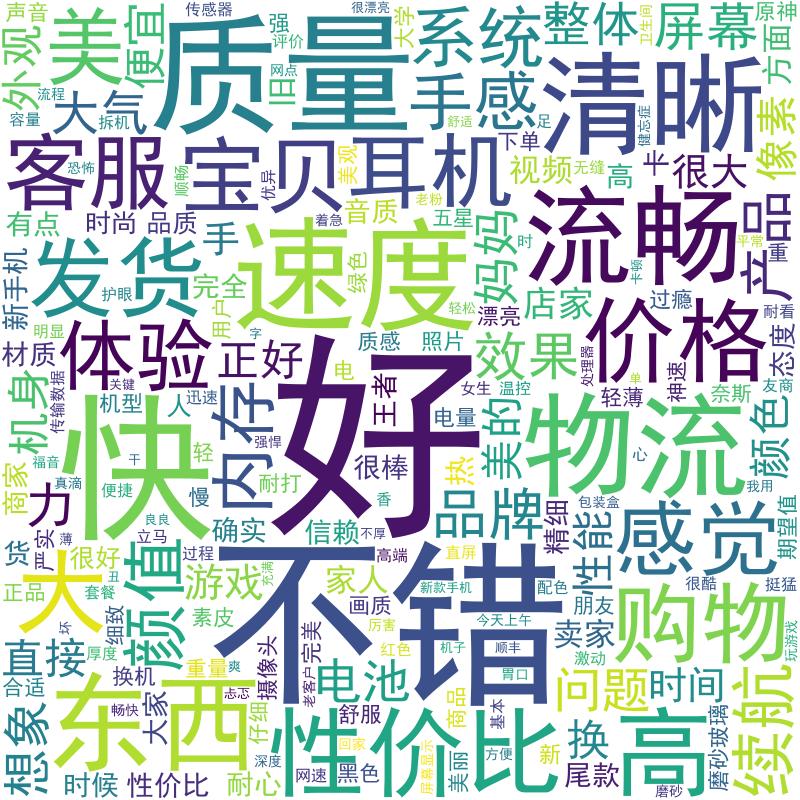 声音
传感器
很漂亮
大学
卫生间
原神
外观
美
便宜
质量
强
评价
系统
整体
屏幕
方面
流程
容量
大气
拆机
网点
旧
手感
舒适
足
清晰
健忘症
像素
客服
恐怖
顺畅
宝贝
优异
美观
耳机
下单
视频
无缝
高
卡
很大
老粉
有点
时尚
品质
手
着急
音质
五星
时
妈妈
流畅
产品
平常
重
新手机
发货
护眼
完全
速度
绿色
轻松
店家
卡顿
过瘾
耐看
态度
明显
用户
字
质感
照片
漂亮
价格
材质
体验
正好
效果
处理器
单
神速
友商
关键
传输数据
机身
机型
人
迅速
内存
电
好
王者
电量
女生
温控
轻薄
奈斯
颜色
商家
福音
真滴
便捷
快
干
轻
慢
强悍
耐打
很棒
热
美的
物流
心
我用
力
良良
香
严实
薄
立马
确实
信赖
不厚
品牌
精细
包装盒
性能
感觉
期望值
贷
很好
过程
充满
高端
直屏
正品
大
套餐
丑
颜值
游戏
家人
不错
新款手机
配色
朋友
很酷
挺猛
细致
素皮
画质
厉害
红色
机子
今天上午
顺丰
购物
玩游戏
直接
坏
厚度
换机
重量
爽
摄像头
老客户
完美
胃口
激动
卖家
合适
忐忑
电池
商品
问题
时间
续航
想象
东西
畅快
大家
仔细
性价比
舒服
基本
新
换
高
磨砂玻璃
深度
回家
屏幕显示
方便
时候
性价比
耐心
网速
黑色
美丽
尾款
磨砂